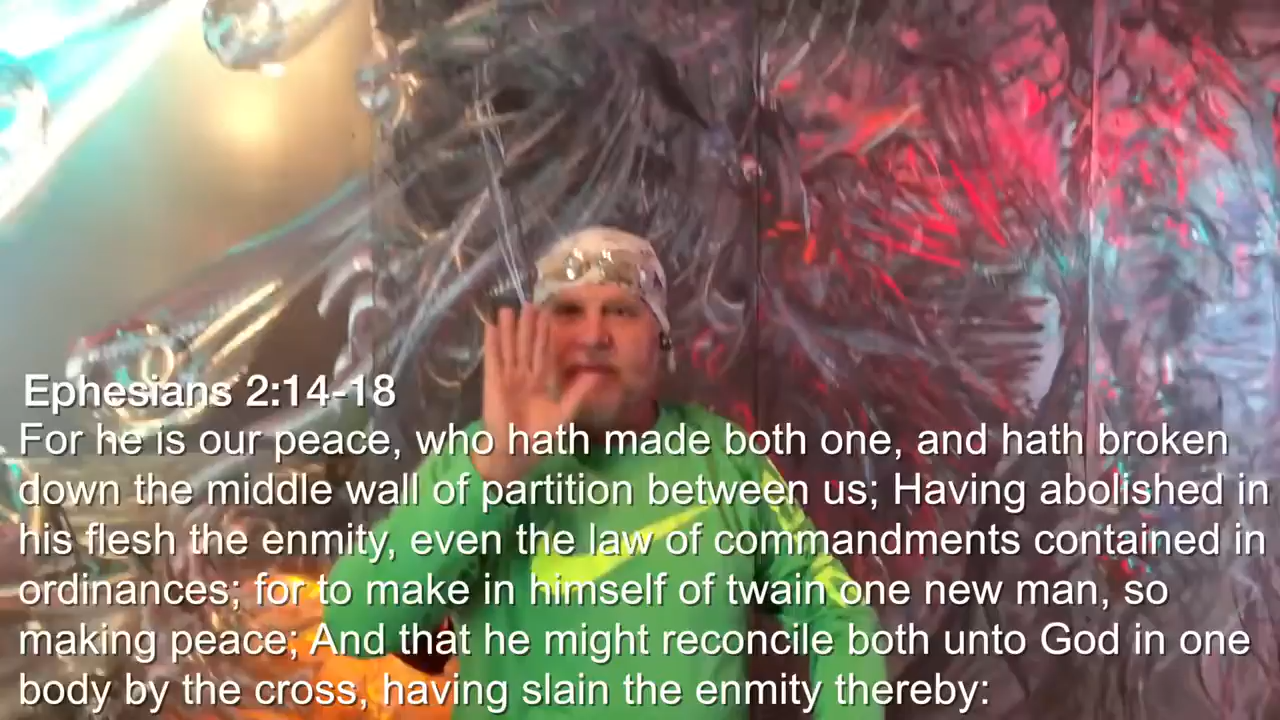 Ephesians 2:14-18
For he is our peace, who hath made both one, and hath broken
down the middle wall of partition between us; Having abolished in
his flesh the enmity, even the law of commandments contained in
ordinances; for to make in himself of twain one new man, so
making peace; And that he might reconcile both unto God in one
body by the cross, having slain the enmity thereby: